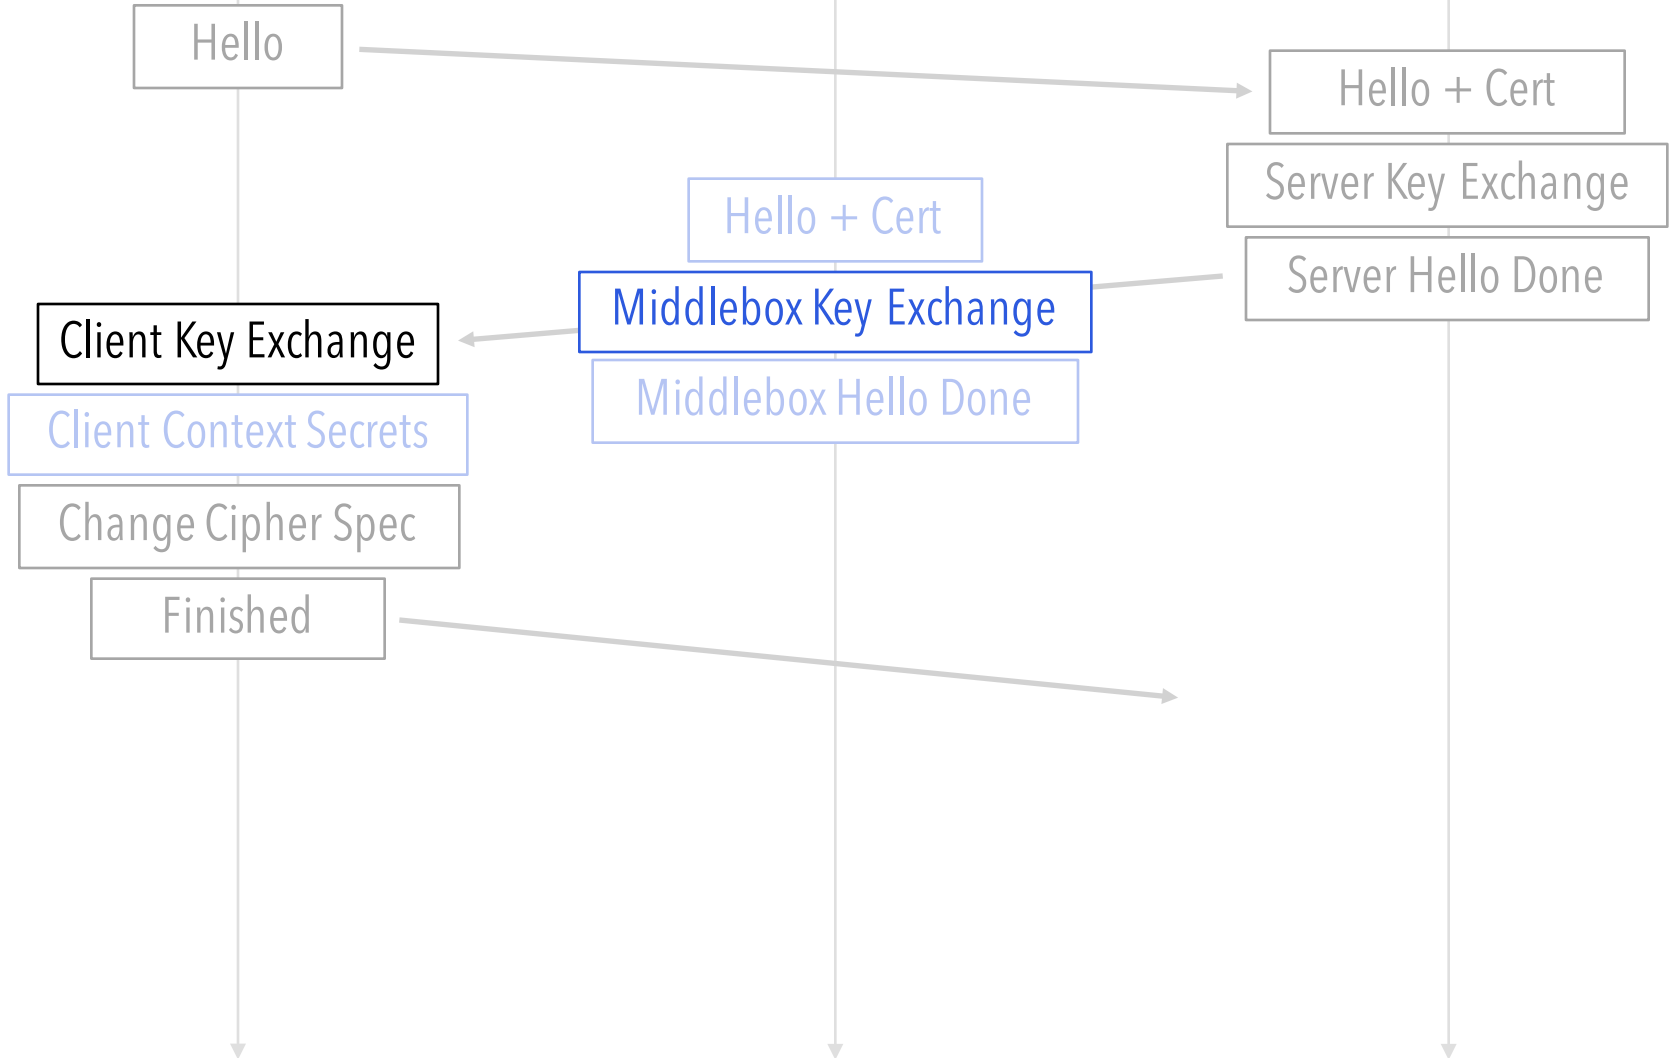 Hello
Hello + Cert
Server Key Exchange
Hello + Cert
Server Hello Done
Middlebox Key Exchange
Client Key Exchange
Middlebox Hello Done
Client Context Secrets
Change Cipher Spec
Finished